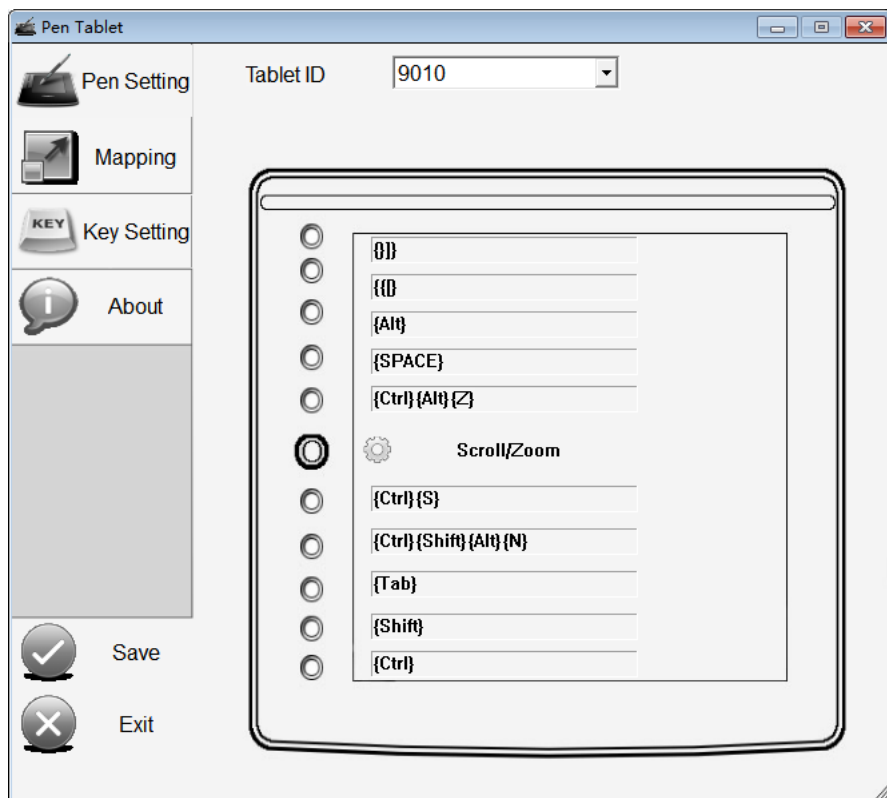 Pen Tablet
Pen Setting
Mapping
KEY
Key Setting
About
Save
Exit
Tablet ID
9010
{}]}
{{[}
{Alt}
{SPACE}
{Ctrl}{Alt}{Z}
Scroll/Zoom
{Ctrl}{S}
{Ctrl}{Shift}{Alt}{N}
{Tab}
{Shift}
{Ctrl}